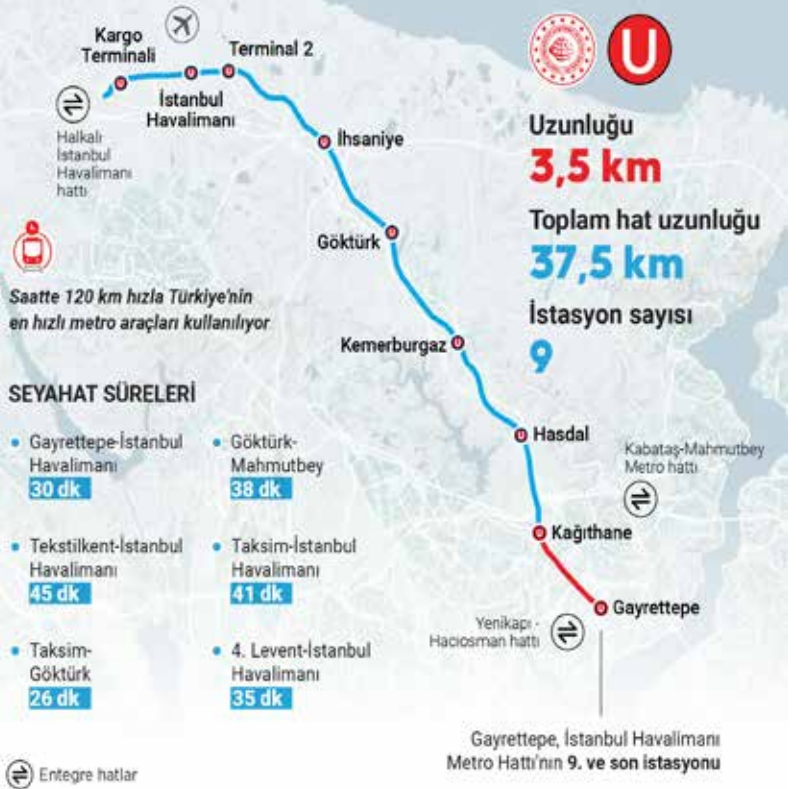 Kargo
Terminali
Terminal 2
İstanbul
Havalimanı
Halkalı
İstanbul
Havalimanı
hattı
İhsaniye
Göktürk
Kemerburgaz
Hasdal
Kağıthane
Gayrettepe
Kabataş-Mahmutbey
Metro hattı
Yenikapı -
Hacıosman hattı
U
Uzunluğu
3,5 km
Toplam hat uzunluğu
37,5 km
İstasyon sayısı
9
Saatte 120 km hızla Türkiye'nin
en hızlı metro araçları kullanılıyor
SEYAHAT SÜRELERİ
• Gayrettepe-İstanbul
Havalimanı
30 dk
• Göktürk-
Mahmutbey
38 dk
• Tekstilkent-İstanbul
Havalimanı
45 dk
• Taksim-İstanbul
Havalimanı
41 dk
• Taksim-
Göktürk
26 dk
• 4. Levent-İstanbul
Havalimanı
35 dk
Gayrettepe, İstanbul Havalimanı
Metro Hattı'nın 9. ve son istasyonu
Entegre hatlar